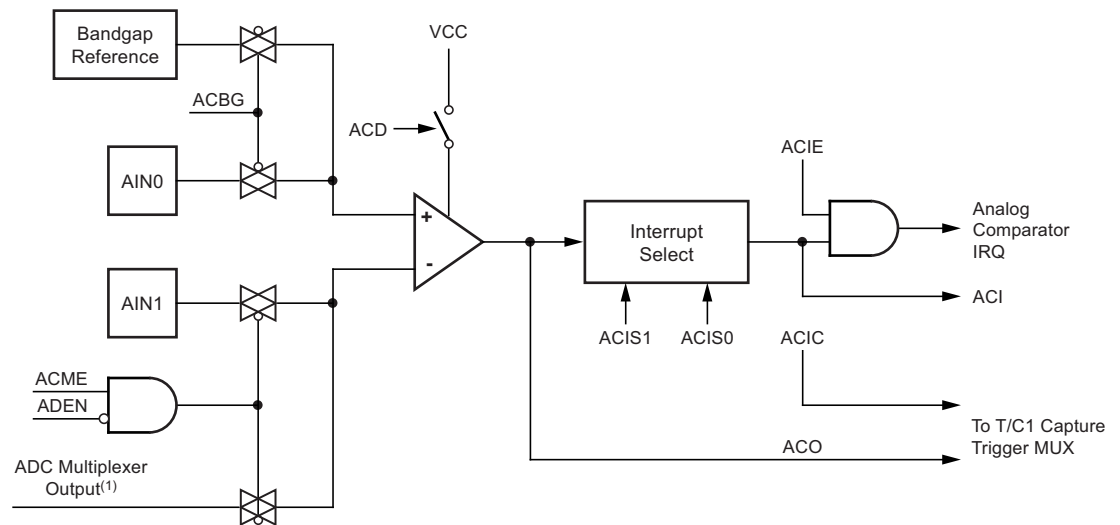 Bandgap
Reference
VCC
ACBG
ACD
AIN0
ACIE
+
-
Interrupt
Select
Analog
Comparator
IRQ
AIN1
ACI
ACIS1
ACIS0
ACIC
ACME
ADEN
To T/C1 Capture
Trigger MUX
ACO
ADC Multiplexer
Output(1)